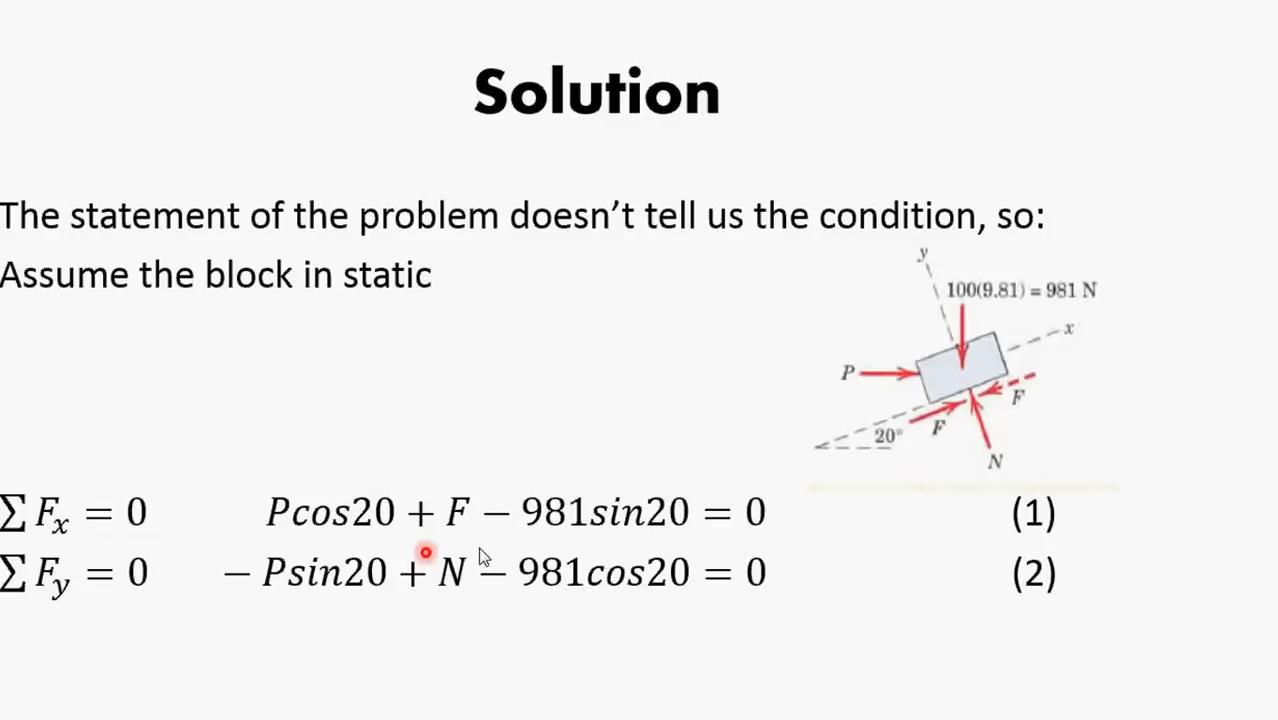 Solution
The statement of the problem doesn't tell us the condition, so:
Assume the block in static
y
100(9.81) = 981 N
x
P
F
F
20°
N
∑ Fₓ = 0 Pcos20 + F − 981sin20 = 0 (1)
∑ F_y = 0 − Psin20 + N − 981cos20 = 0 (2)